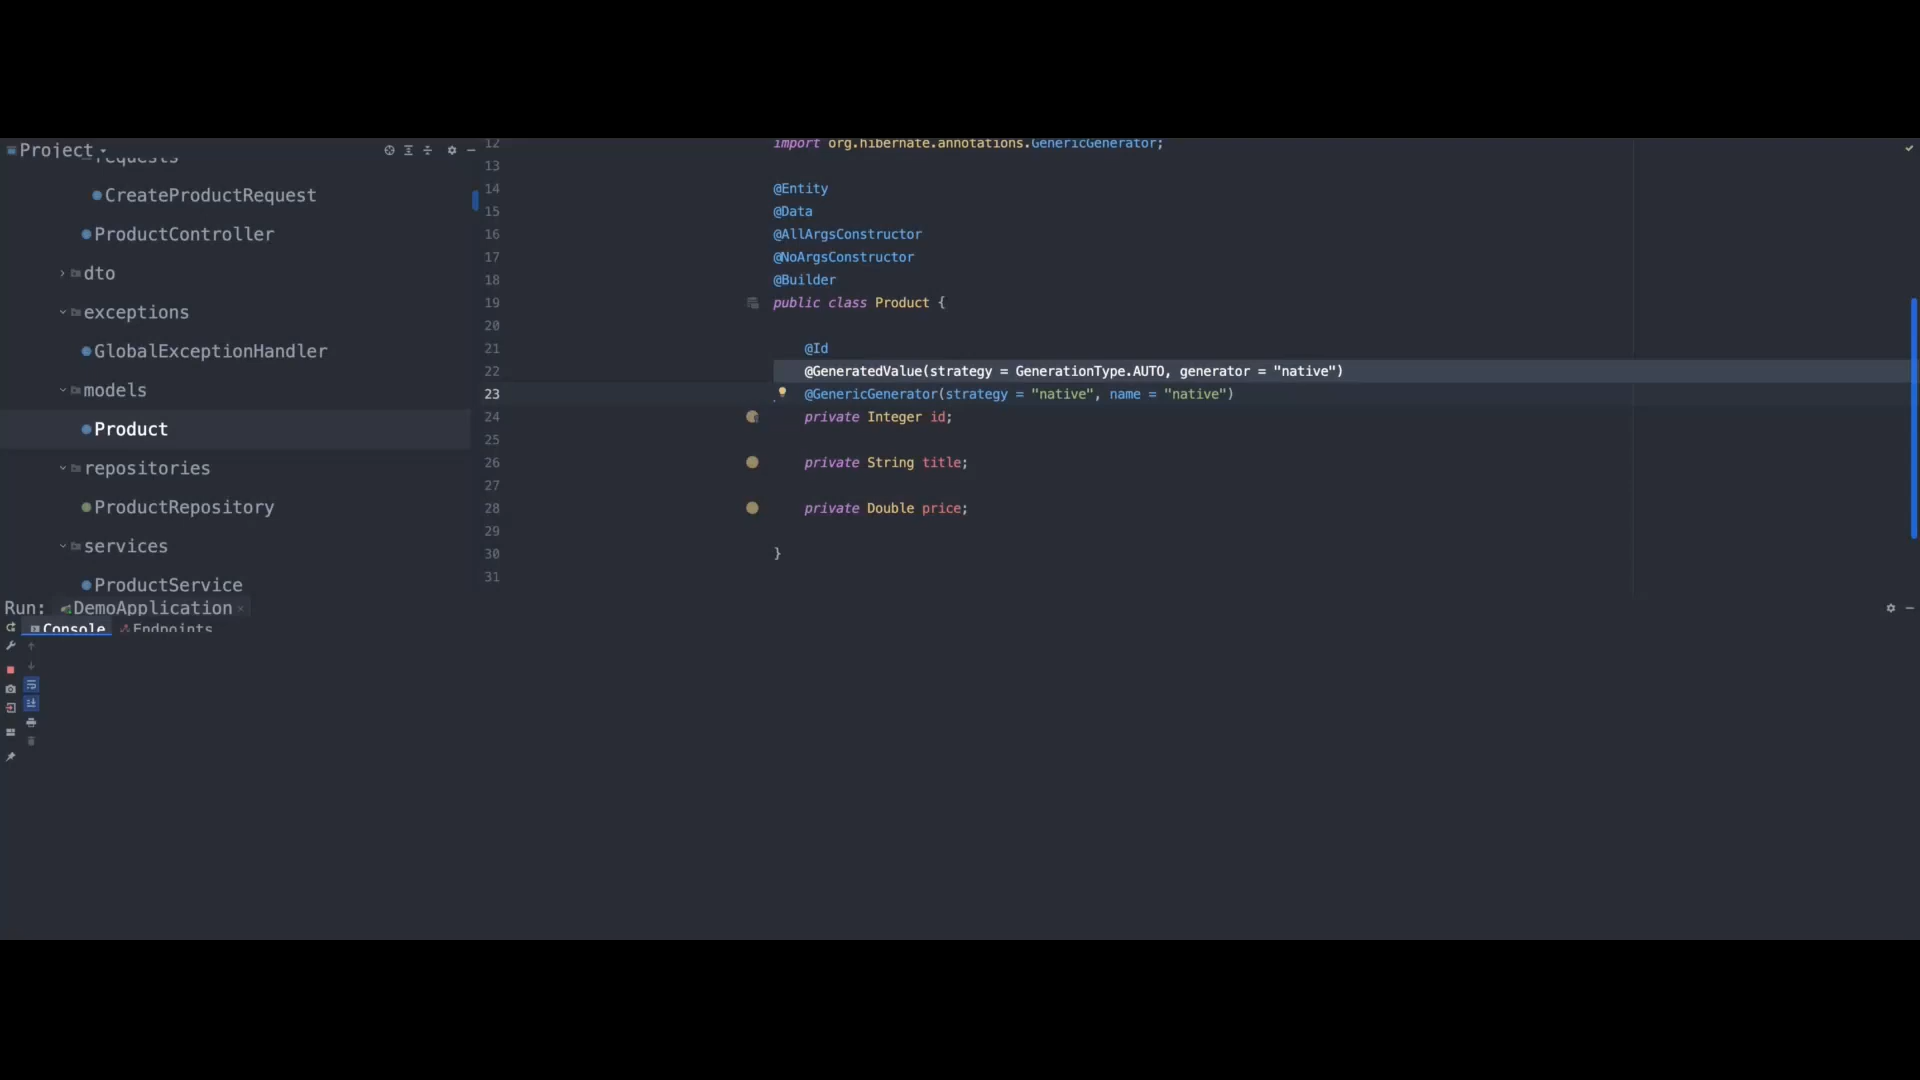 Project
requests
CreateProductRequest
ProductController
dto
exceptions
GlobalExceptionHandler
models
Product
repositories
ProductRepository
services
ProductService
12 import org.hibernate.annotations.GenericGenerator;
13
14 @Entity
15 @Data
16 @AllArgsConstructor
17 @NoArgsConstructor
18 @Builder
19 public class Product {
20
21 @Id
22 @GeneratedValue(strategy = GenerationType.AUTO, generator = "native")
23 @GenericGenerator(strategy = "native", name = "native")
24 private Integer id;
25
26 private String title;
27
28 private Double price;
29
30 }
31
Run: DemoApplication
Console Endpoints